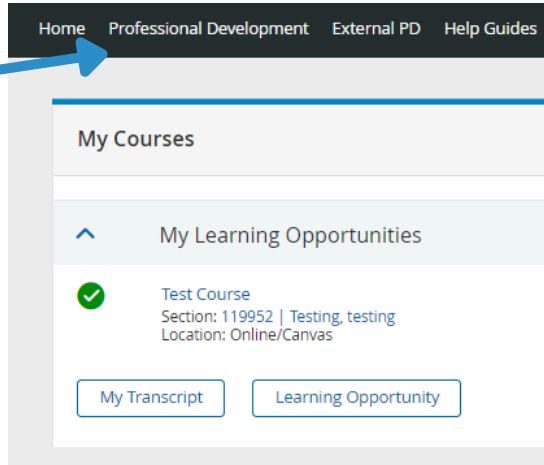 Home Professional Development External PD Help Guides
My Courses
My Learning Opportunities
Test Course
Section: 119952 | Testing, testing
Location: Online/Canvas
My Transcript Learning Opportunity